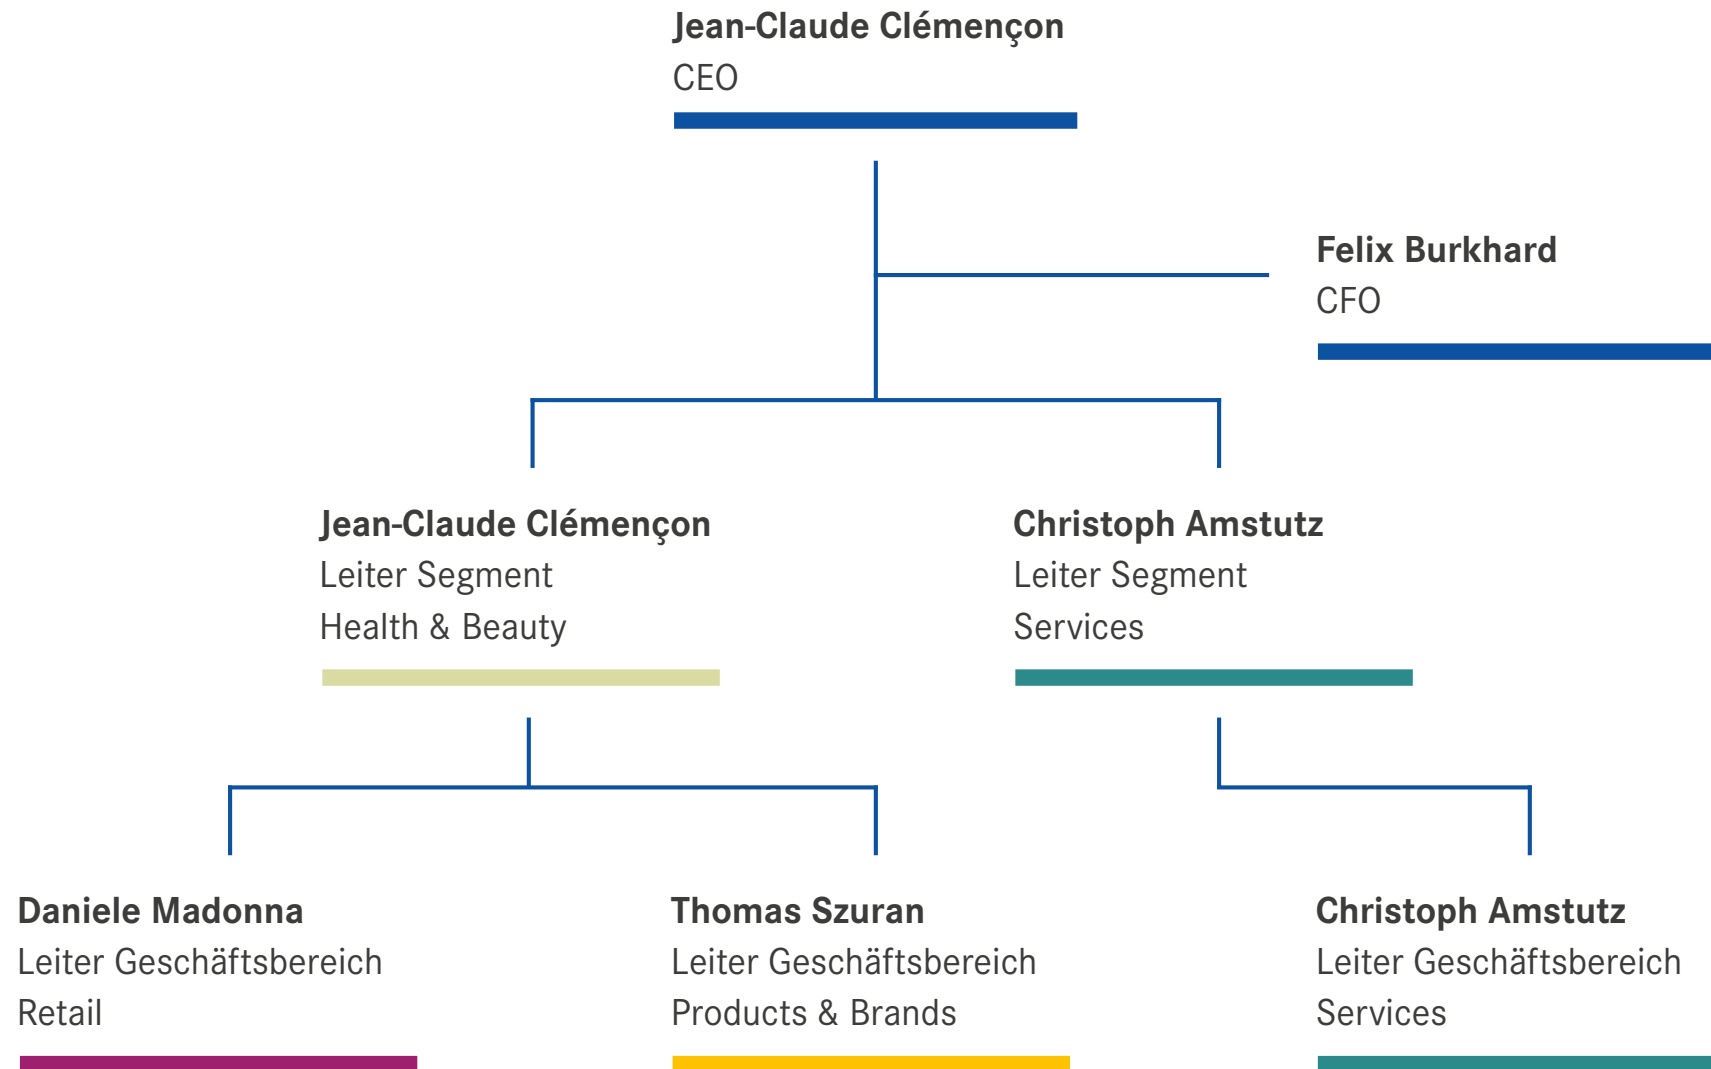 Jean-Claude Clémençon
CEO
Felix Burkhard
CFO
Jean-Claude Clémençon
Leiter Segment
Health & Beauty
Christoph Amstutz
Leiter Segment
Services
Daniele Madonna
Leiter Geschäftsbereich
Retail
Thomas Szuran
Leiter Geschäftsbereich
Products & Brands
Christoph Amstutz
Leiter Geschäftsbereich
Services